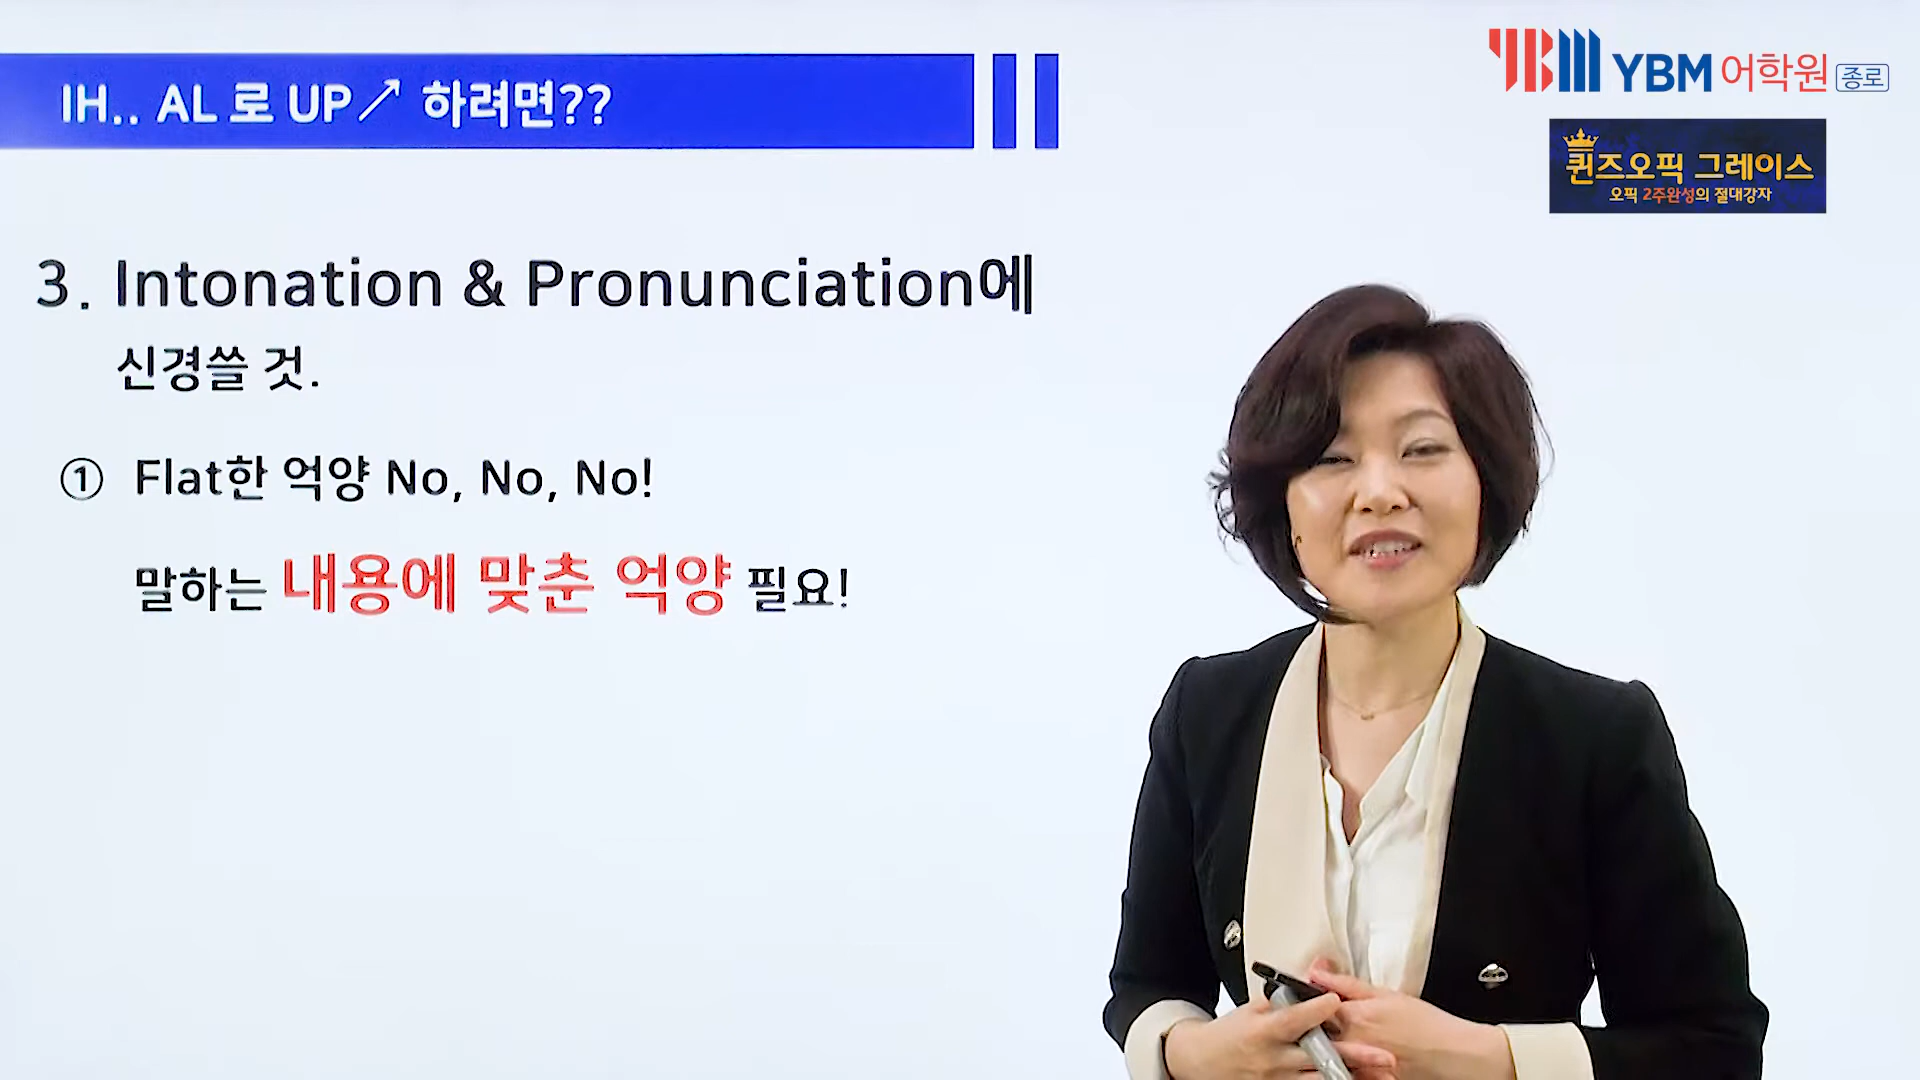 IH.. AL 로 UP↗ 하려면??
YBM YBM 어학원 종로
퀸즈오픽 그레이스
오픽 2주완성의 절대강자
3. Intonation & Pronunciation에
신경쓸 것.
① Flat한 억양 No, No, No!
말하는 내용에 맞춘 억양 필요!